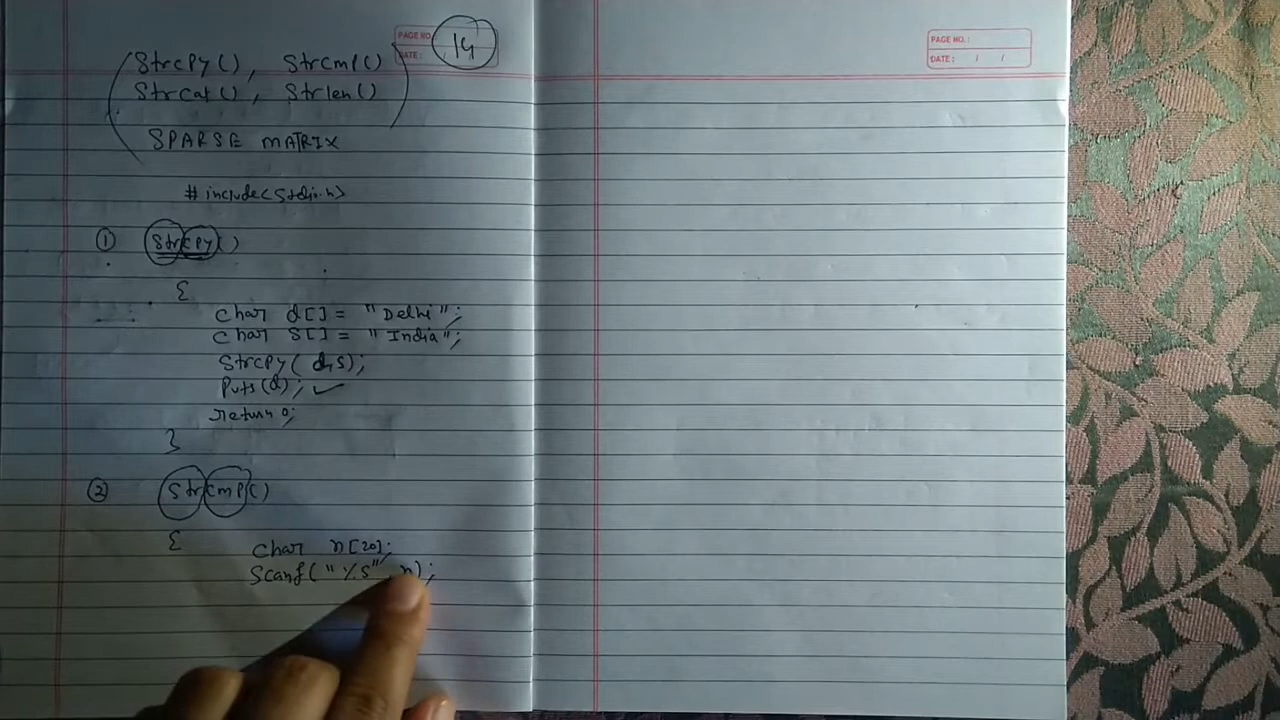 PAGE NO.
DATE:
14
Strcpy(), Strcmp()
Strcat(), Strlen()
SPARSE MATRIX
#include<stdio.h>
① Strcpy()
{
char d[] = "Delhi";
char s[] = "India";
Strcpy(d,s);
Puts(d); ✓
return 0;
}
② Strcmp()
{
char n[20];
Scanf("%s", n);
PAGE NO.:
DATE: / /